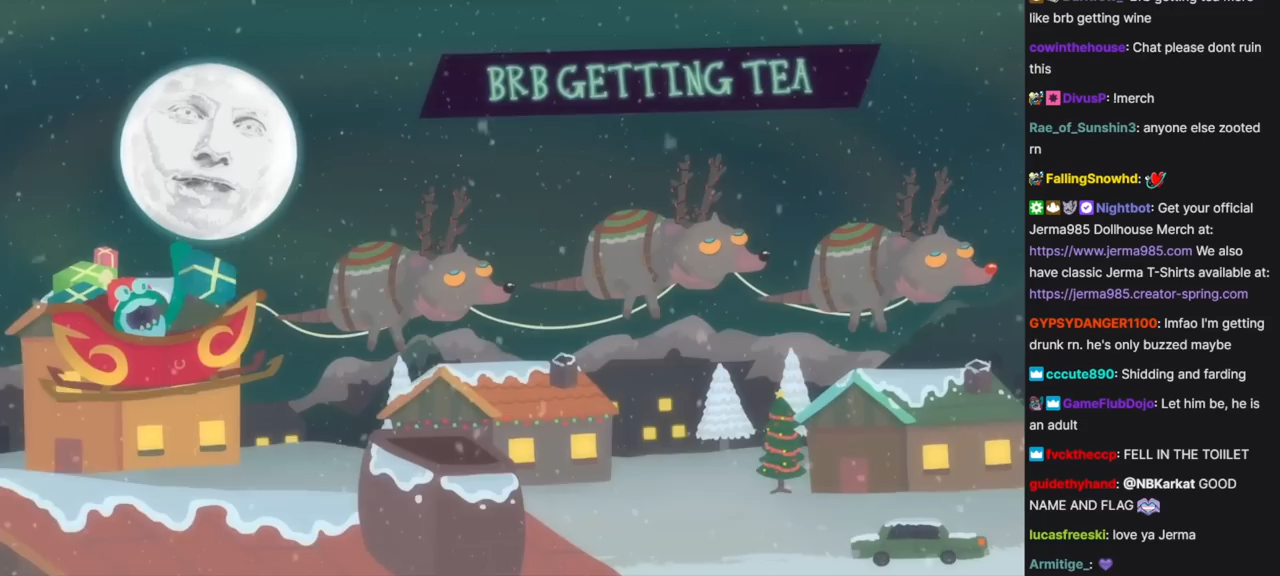 BRB GETTING TEA
like brb getting wine
cowinthehouse: Chat please dont ruin
this
DivusP: !merch
Rae_of_Sunshin3: anyone else zooted
rn
FallingSnowhd:
Nightbot: Get your official
Jerma985 Dollhouse Merch at:
https://www.jerma985.com We also
have classic Jerma T-Shirts available at:
https://jerma985.creator-spring.com
GYPSYDANGER1100: lmfao I'm getting
drunk rn. he's only buzzed maybe
cccute890: Shidding and farding
GameFlubDojo: Let him be, he is
an adult
fvcktheccp: FELL IN THE TOIILET
guidethyhand: @NBKarkat GOOD
NAME AND FLAG
lucasfreeski: love ya Jerma
Armitige_: